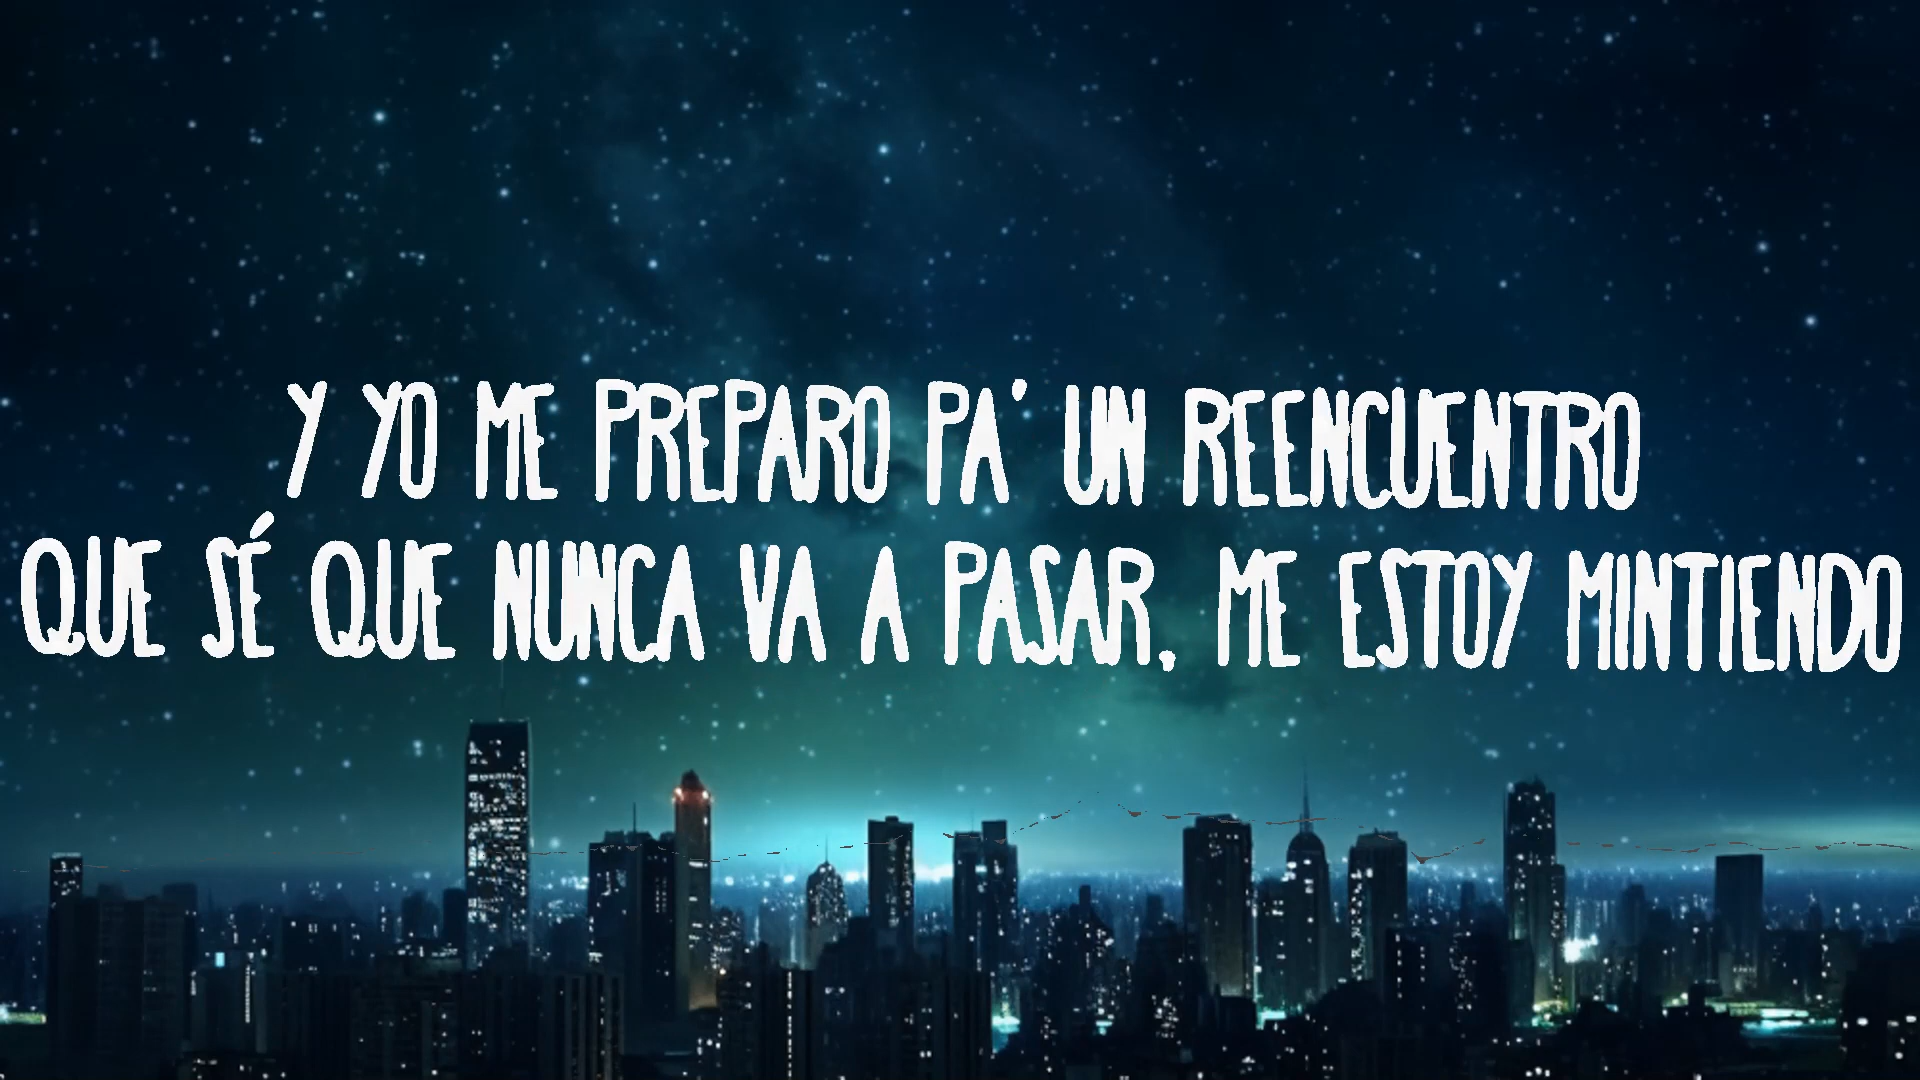 Y YO ME PREPARO PA' UN REENCUENTRO
QUE SÉ QUE NUNCA VA A PASAR, ME ESTOY MINTIENDO